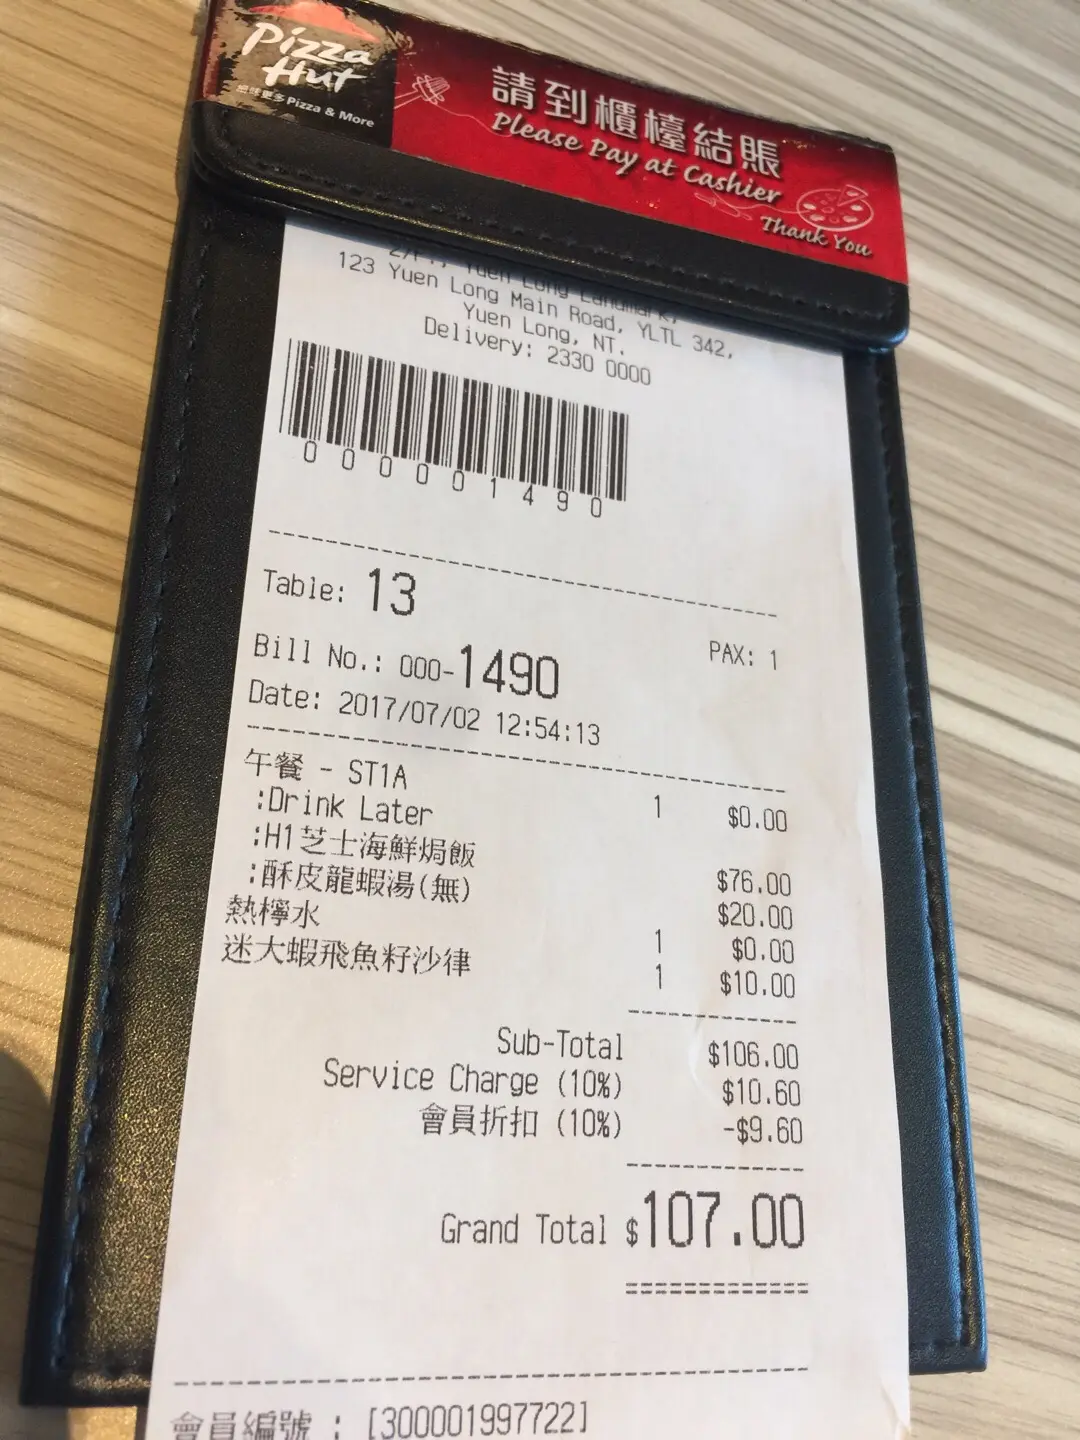 Pizza
Hut
Pizza & More
請到櫃檯結賬
Please Pay at Cashier
Thank You
2/F., Yuen Long Landmark,
123 Yuen Long Main Road, YLTL 342,
Yuen Long, NT.
Delivery: 2330 0000
000001490
Table: 13
PAX: 1
Bill No.: 000-1490
Date: 2017/07/02 12:54:13
午餐 - ST1A 1 $0.00
:Drink Later
:H1芝士海鮮焗飯 $76.00
:酥皮龍蝦湯(無) $20.00
熱檸水 1 $0.00
迷大蝦飛魚籽沙律 1 $10.00
Sub-Total $106.00
Service Charge (10%) $10.60
會員折扣 (10%) -$9.60
Grand Total $107.00
會員編號 : [300001997722]